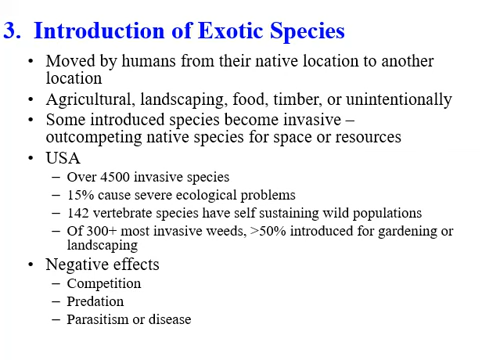 3. Introduction of Exotic Species
• Moved by humans from their native location to another
location
• Agricultural, landscaping, food, timber, or unintentionally
• Some introduced species become invasive –
outcompeting native species for space or resources
• USA
– Over 4500 invasive species
– 15% cause severe ecological problems
– 142 vertebrate species have self sustaining wild populations
– Of 300+ most invasive weeds, >50% introduced for gardening or
landscaping
• Negative effects
– Competition
– Predation
– Parasitism or disease